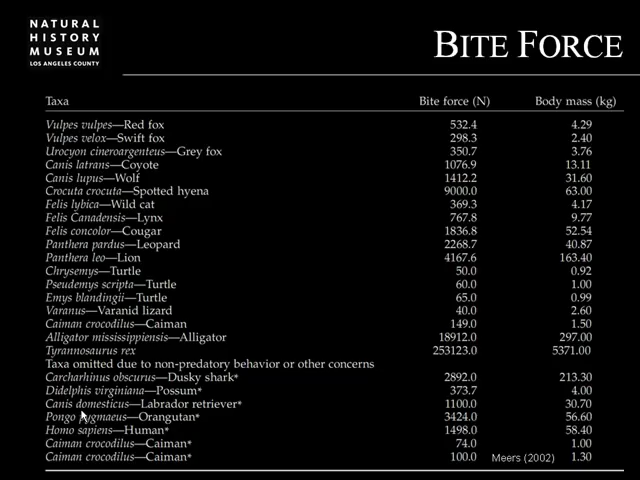 NATURAL
HISTORY
MUSEUM
LOS ANGELES COUNTY
BITE FORCE
Taxa Bite force (N) Body mass (kg)
Vulpes vulpes—Red fox 532.4 4.29
Vulpes velox—Swift fox 298.3 2.40
Urocyon cineroargenteus—Grey fox 350.7 3.76
Canis latrans—Coyote 1076.9 13.11
Canis lupus—Wolf 1412.2 31.60
Crocuta crocuta—Spotted hyena 9000.0 63.00
Felis lybica—Wild cat 369.3 4.17
Felis Canadensis—Lynx 767.8 9.77
Felis concolor—Cougar 1836.8 52.54
Panthera pardus—Leopard 2268.7 40.87
Panthera leo—Lion 4167.6 163.40
Chrysemys—Turtle 50.0 0.92
Pseudemys scripta—Turtle 60.0 1.00
Emys blandingii—Turtle 65.0 0.99
Varanus—Varanid lizard 40.0 2.60
Caiman crocodilus—Caiman 149.0 1.50
Alligator mississippiensis—Alligator 18912.0 297.00
Tyrannosaurus rex 253123.0 5371.00
Taxa omitted due to non-predatory behavior or other concerns
Carcharhinus obscurus—Dusky shark* 2892.0 213.30
Didelphis virginiana—Possum* 373.7 4.00
Canis domesticus—Labrador retriever* 1100.0 30.70
Pongo pygmaeus—Orangutan* 3424.0 56.60
Homo sapiens—Human* 1498.0 58.40
Caiman crocodilus—Caiman* 74.0 1.00
Caiman crocodilus—Caiman* 100.0 Meers (2002) 1.30